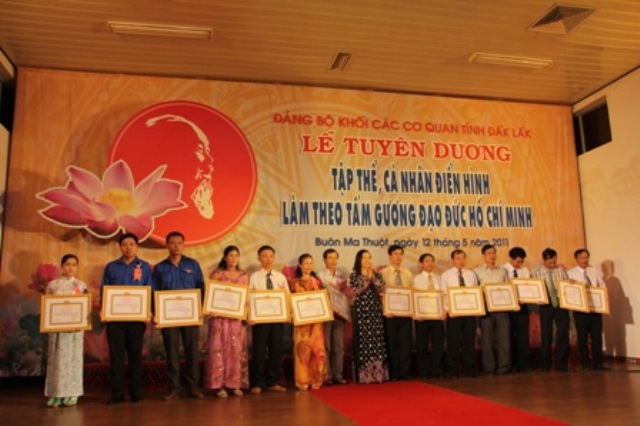 ĐẢNG BỘ KHỐI CÁC CƠ QUAN TỈNH ĐẮK LẮK
LỄ TUYÊN DƯƠNG
TẬP THỂ, CÁ NHÂN ĐIỂN HÌNH
LÀM THEO TẤM GƯƠNG ĐẠO ĐỨC HỒ CHÍ MINH
Buôn Ma Thuột, ngày 12 tháng 5 năm 2011